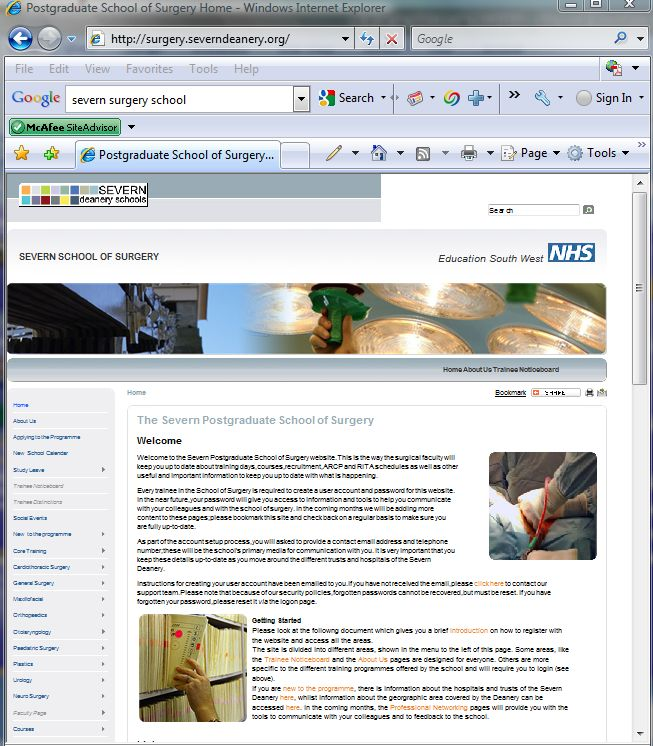 Postgraduate School of Surgery Home - Windows Internet Explorer
http://surgery.severndeanery.org/
Google
File Edit View Favorites Tools Help
Google severn surgery school Search Sign In
McAfee SiteAdvisor
Postgraduate School of Surgery... Page Tools
SEVERN
deanery schools
Search
SEVERN SCHOOL OF SURGERY
Education South West NHS
Home About Us Trainee Noticeboard
Home
Bookmark SHARE
Home
About Us
Applying to the Programme
New School Calendar
Study Leave
Trainee Noticeboard
Trainee Distinctions
Social Events
New to the programme
Core Training
Cardiothoracic Surgery
General Surgery
Maxillofacial
Orthopaedics
Otolaryngology
Paediatric Surgery
Plastics
Urology
Neuro Surgery
Faculty Page
Courses
The Severn Postgraduate School of Surgery
Welcome
Welcome to the Severn Postgraduate School of Surgery website. This is the way the surgical faculty will
keep you up to date about training days, courses, recruitment, ARCP and RITA schedules as well as other
useful and important information to keep you up to date with what is happening.
Every trainee in the School of Surgery is required to create a user account and password for this website.
In the near future, your password will give you access to information and tools to help you communicate
with your colleagues and with the school of surgery. In the coming months we will be adding more
content to these pages, please bookmark this site and check back on a regular basis to make sure you
are fully up-to-date.
As part of the account setup process, you will asked to provide a contact email address and telephone
number, these will be the school's primary media for communication with you. It is very important that you
keep these details up-to-date as you move around the different trusts and hospitals of the Severn
Deanery.
Instructions for creating your user account have been emailed to you. If you have not received the email, please click here to contact our
support team. Please note that because of our security policies, forgotten passwords cannot be recovered, but must be reset. If you have
forgotten your password, please reset it via the logon page.
Getting Started
Please look at the following document which gives you a brief introduction on how to register with
the website and access all the areas.
The site is divided into different areas, shown in the menu to the left of this page. Some areas, like
the Trainee Noticeboard and the About Us pages are designed for everyone. Others are more
specific to the different training programmes offered by the school and will require you to login (see
above).
If you are new to the programme, there is information about the hospitals and trusts of the Severn
Deanery here, whilst information about the georgraphic area covered by the Deanery can be
accessed here. In the coming months, the Professional Networking pages will provide you with the
tools to communicate with your colleagues and to feedback to the school.